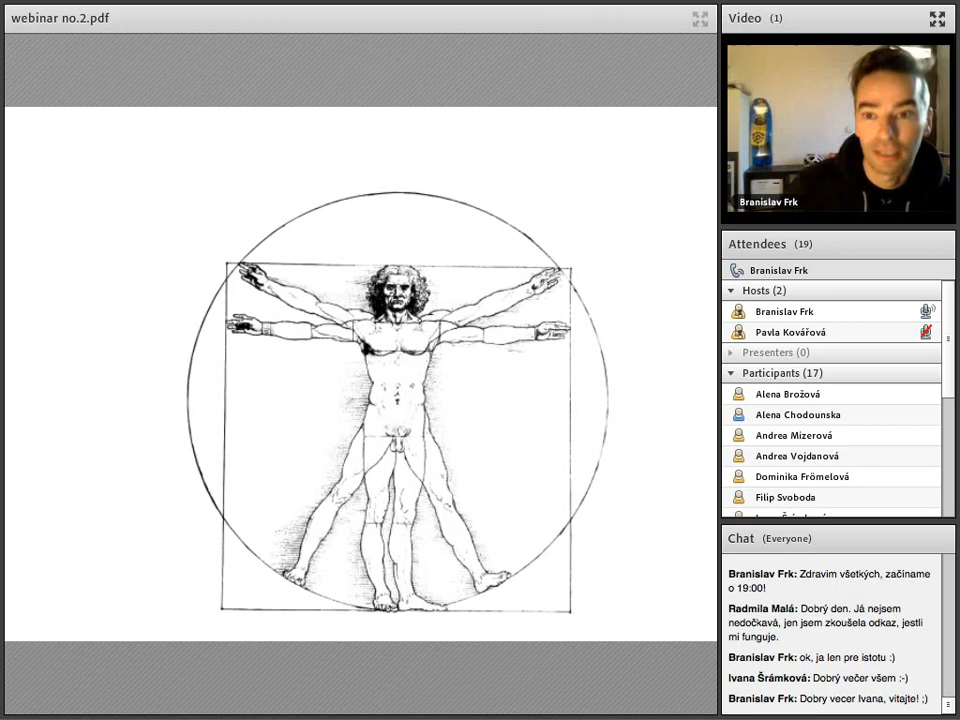 webinar no.2.pdf
Video (1)
Branislav Frk
Attendees (19)
Branislav Frk
Hosts (2)
Branislav Frk
Pavla Kovářová
Presenters (0)
Participants (17)
Alena Brožová
Alena Chodounska
Andrea Mizerová
Andrea Vojdanová
Dominika Frömelová
Filip Svoboda
Chat (Everyone)
Branislav Frk: Zdravim všetkých, začíname
o 19:00!
Radmila Malá: Dobrý den. Já nejsem
nedočkavá, jen jsem zkoušela odkaz, jestli
mi funguje.
Branislav Frk: ok, ja len pre istotu :)
Ivana Šrámková: Dobrý večer všem :-)
Branislav Frk: Dobry vecer Ivana, vitajte! ;)